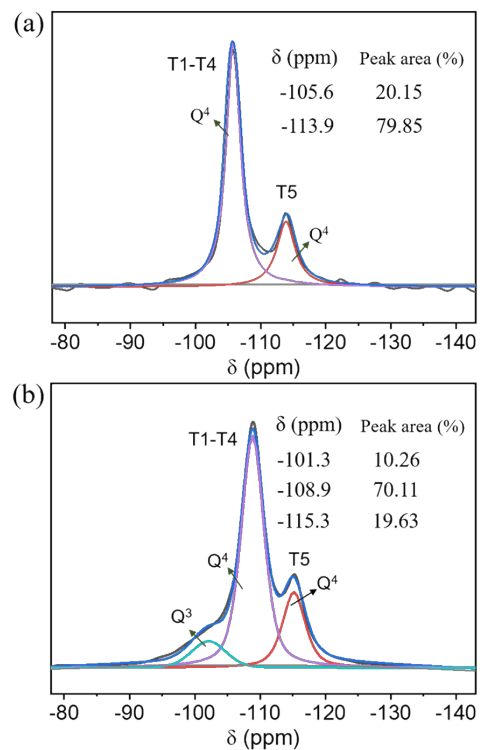 (a)
T1-T4
δ (ppm) Peak area (%)
-105.6 20.15
-113.9 79.85
Q⁴
T5
Q⁴
-80 -90 -100 -110 -120 -130 -140
δ (ppm)
(b)
T1-T4
δ (ppm) Peak area (%)
-101.3 10.26
-108.9 70.11
-115.3 19.63
Q⁴
T5
Q⁴
Q³
-80 -90 -100 -110 -120 -130 -140
δ (ppm)